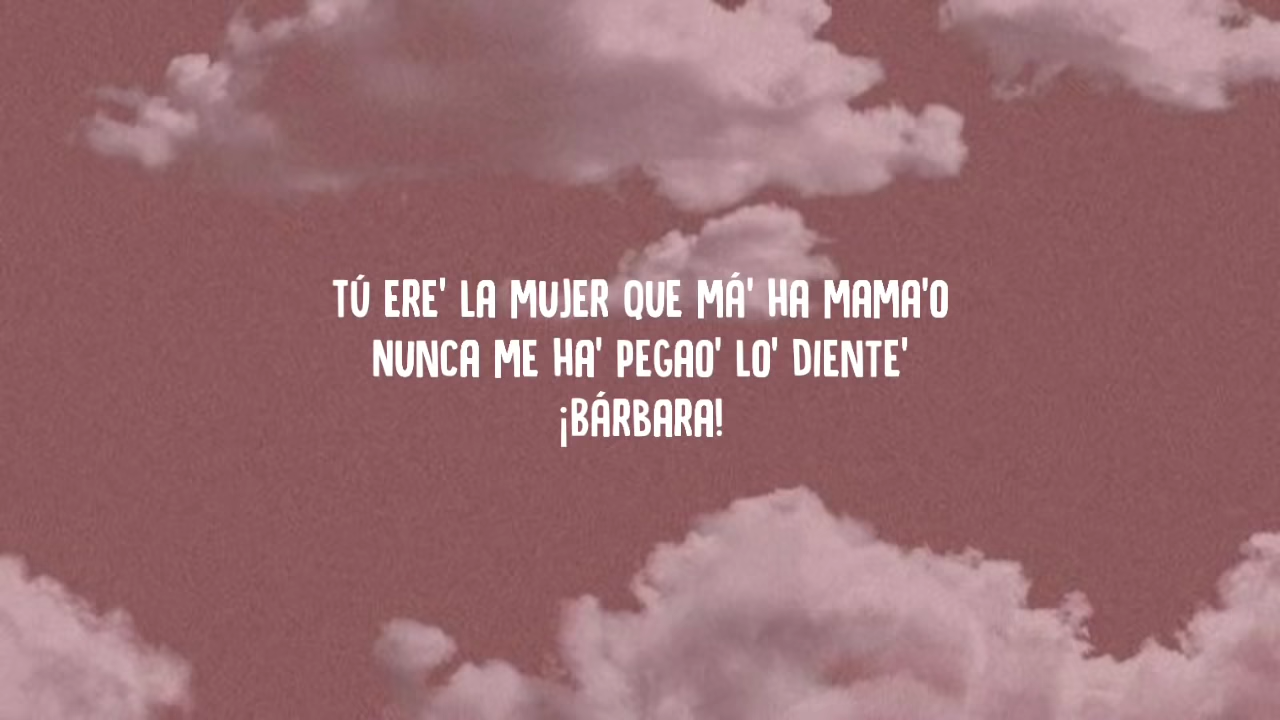 TÚ ERE' LA MUJER QUE MÁ' HA MAMA'O
NUNCA ME HA' PEGAO' LO' DIENTE'
¡BÁRBARA!